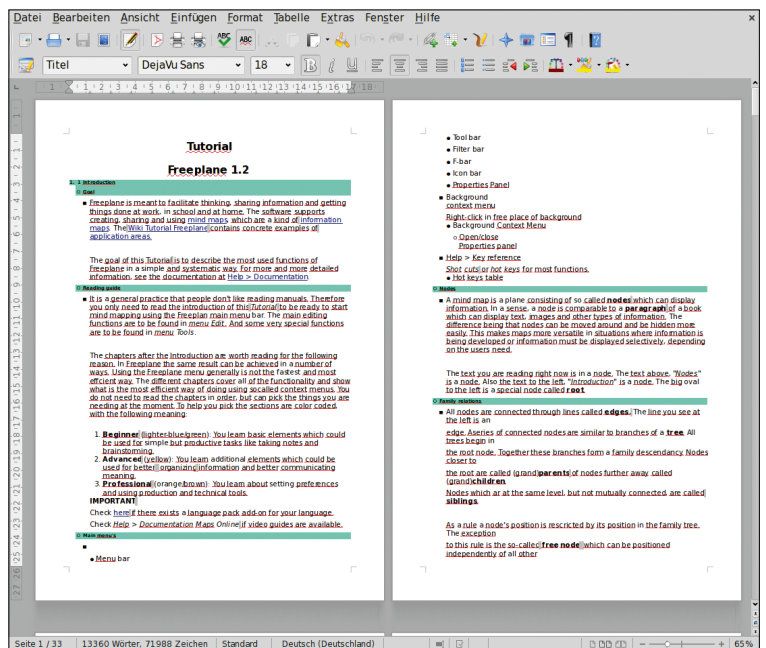 Datei Bearbeiten Ansicht Einfügen Format Tabelle Extras Fenster Hilfe
Titel DejaVu Sans 18
Tutorial
Freeplane 1.2
1. 1 Introduction
Goal
Freeplane is meant to facilitate thinking, sharing information and getting
things done at work, in school and at home. The software supports
creating, sharing and using mind maps, which are a kind of information
maps. The Wiki Tutorial Freeplane contains concrete examples of
application areas.
The goal of this Tutorial is to describe the most used functions of
Freeplane in a simple and systematic way. For more and more detailed
information, see the documentation at Help > Documentation.
Reading guide
It is a general practice that people don't like reading manuals. Therefore
you only need to read the introduction of this Tutorial to be ready to start
mind mapping using the Freeplan main menu bar. The main editing
functions are to be found in menu Edit. And some very special functions
are to be found in menu Tools.
The chapters after the Introduction are worth reading for the following
reason. In Freeplane the same result can be achieved in a number of
ways. Using the Freeplane menu generally is not the fastest and most
effcient way. The different chapters cover all of the functionality and show
what is the most efficient way of doing using socalled context menus. You
do not need to read the chapters in order, but can pick the things you are
needing at the moment. To help you pick the sections are color coded,
with the following meaning:
1. Beginner (lighter-blue/green): You learn basic elements which could
be used for simple but productive tasks like taking notes and
brainstorming.
2. Advanced (yellow): You learn additional elements which could be
used for better organizing information and better communicating
meaning.
3. Professional (orange/brown): You learn about setting preferences
and using production and technical tools.
IMPORTANT
Check here if there exists a language pack add-on for your language.
Check Help > Documentation Maps Online if video guides are available.
Main menu's
Menu bar
Tool bar
Filter bar
F-bar
Icon bar
Properties Panel
Background
context menu
Right-click in free place of background
Background Context Menu
Open/close
Properties panel
Help > Key reference
Shot cuts or hot keys for most functions.
Hot keys table
Nodes
A mind map is a plane consisting of so called nodes which can display
information. In a sense, a node is comparable to a paragraph of a book
which can display text, images and other types of information. The
difference being that nodes can be moved around and be hidden more
easily. This makes maps more versatile in situations where information is
being developed or information must be displayed selectively, depending
on the users need.
The text you are reading right now is in a node. The text above, "Nodes"
is a node. Also the text to the left, "Introduction" is a node. The big oval
to the left is a special node called root.
Family relations
All nodes are connected through lines called edges. The line you see at
the left is an
edge. Aseries of connected nodes are similar to branches of a tree. All
trees begin in
the root node. Together these branches form a family descendancy. Nodes
closer to
the root are called (grand)parents of nodes further away called
(grand)children.
Nodes which ar at the same level, but not mutually connected, are called
siblings.
As a rule a node's position is rescricted by its position in the family tree.
The exception
to this rule is the so-callec free node which can be positioned
independently of all other
Seite 1 / 33 13360 Wörter, 71988 Zeichen Standard Deutsch (Deutschland) 65%